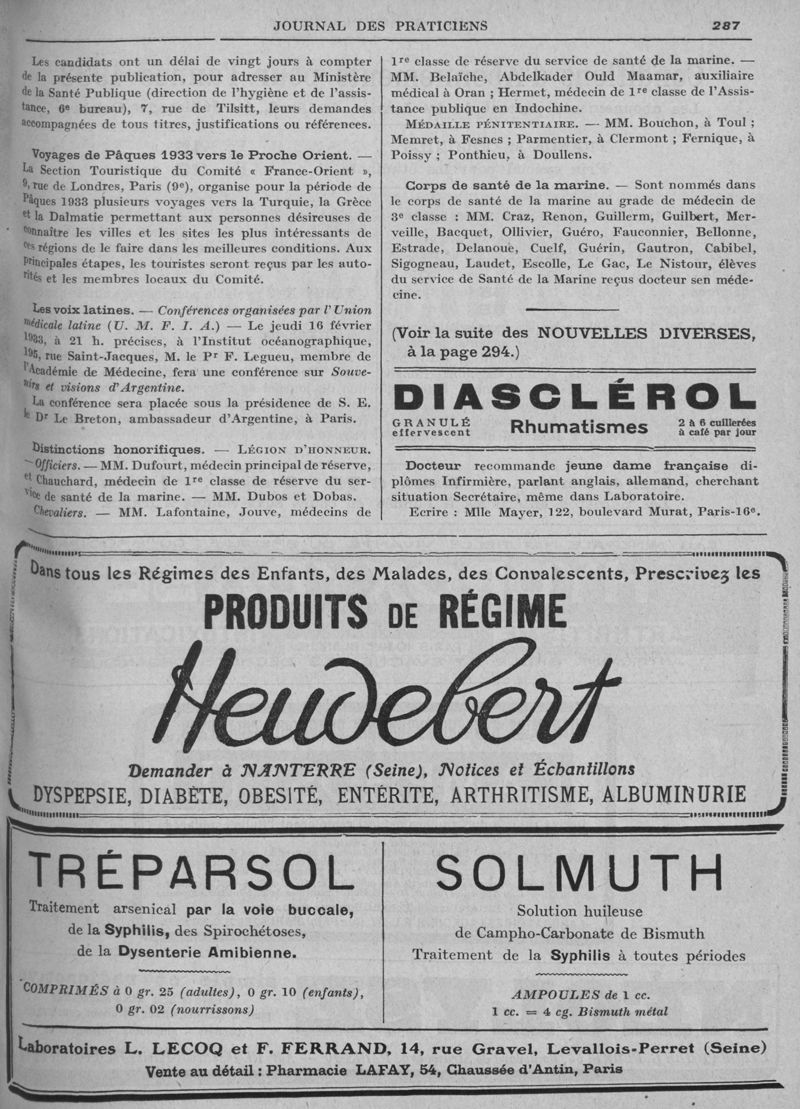 JOURNAL DES PRATICIENS 287
Les candidats ont un délai de vingt jours à compter
de la présente publication, pour adresser au Ministère
de la Santé Publique (direction de l'hygiène et de l'assis-
tance, 6e bureau), 7, rue de Tilsitt, leurs demandes
accompagnées de tous titres, justifications ou références.
Voyages de Pâques 1933 vers le Proche Orient. —
La Section Touristique du Comité « France-Orient »,
9, rue de Londres, Paris (9e), organise pour la période de
Pâques 1933 plusieurs voyages vers la Turquie, la Grèce
et la Dalmatie permettant aux personnes désireuses de
connaître les villes et les sites les plus intéressants de
ces régions de le faire dans les meilleures conditions. Aux
principales étapes, les touristes seront reçus par les auto-
rités et les membres locaux du Comité.
Les voix latines. — Conférences organisées par l'Union
médicale latine (U. M. F. I. A.) — Le jeudi 16 février
1933, à 21 h. précises, à l'Institut océanographique,
195, rue Saint-Jacques, M. le Pr F. Legueu, membre de
l'Académie de Médecine, fera une conférence sur Souve-
nirs et visions d'Argentine.
La conférence sera placée sous la présidence de S. E.
le Dr Le Breton, ambassadeur d'Argentine, à Paris.
Distinctions honorifiques. — LÉGION D'HONNEUR.
— Officiers. — MM. Dufourt, médecin principal de réserve,
et Chauchard, médecin de 1re classe de réserve du ser-
vice de santé de la marine. — MM. Dubos et Dobas.
Chevaliers. — MM. Lafontaine, Jouve, médecins de
1re classe de réserve du service de santé de la marine. —
MM. Belaïche, Abdelkader Ould Maamar, auxiliaire
médical à Oran ; Hermet, médecin de 1re classe de l'Assis-
tance publique en Indochine.
MÉDAILLE PÉNITENTIAIRE. — MM. Bouchon, à Toul ;
Memret, à Fesnes ; Parmentier, à Clermont ; Fernique, à
Poissy ; Ponthieu, à Doullens.
Corps de santé de la marine. — Sont nommés dans
le corps de santé de la marine au grade de médecin de
3e classe : MM. Craz, Renon, Guillerm, Guilbert, Mer-
veille, Bacquet, Ollivier, Guéro, Fauconnier, Bellonne,
Estrade, Delanoue, Cuelf, Guérin, Gautron, Cabibel,
Sigogneau, Laudet, Escolle, Le Gac, Le Nistour, élèves
du service de Santé de la Marine reçus docteur sen méde-
cine.
(Voir la suite des NOUVELLES DIVERSES,
à la page 294.)
DIASCLÉROL
GRANULÉ
effervescent
Rhumatismes
2 à 6 cuillerées
à café par jour
Docteur recommande jeune dame française di-
plômes Infirmière, parlant anglais, allemand, cherchant
situation Secrétaire, même dans Laboratoire.
Ecrire : Mlle Mayer, 122, boulevard Murat, Paris-16e.
Dans tous les Régimes des Enfants, des Malades, des Convalescents, Prescrivez les
PRODUITS DE RÉGIME
Heudebert
Demander à NANTERRE (Seine), Notices et Échantillons
DYSPEPSIE, DIABÈTE, OBESITÉ, ENTÉRITE, ARTHRITISME, ALBUMINURIE
TRÉPARSOL
Traitement arsenical par la voie buccale,
de la Syphilis, des Spirochétoses,
de la Dysenterie Amibienne.
COMPRIMÉS à 0 gr. 25 (adultes), 0 gr. 10 (enfants),
0 gr. 02 (nourrissons)
SOLMUTH
Solution huileuse
de Campho-Carbonate de Bismuth
Traitement de la Syphilis à toutes périodes
AMPOULES de 1 cc.
1 cc. = 4 cg. Bismuth métal
Laboratoires L. LECOQ et F. FERRAND, 14, rue Gravel, Levallois-Perret (Seine)
Vente au détail : Pharmacie LAFAY, 54, Chaussée d'Antin, Paris